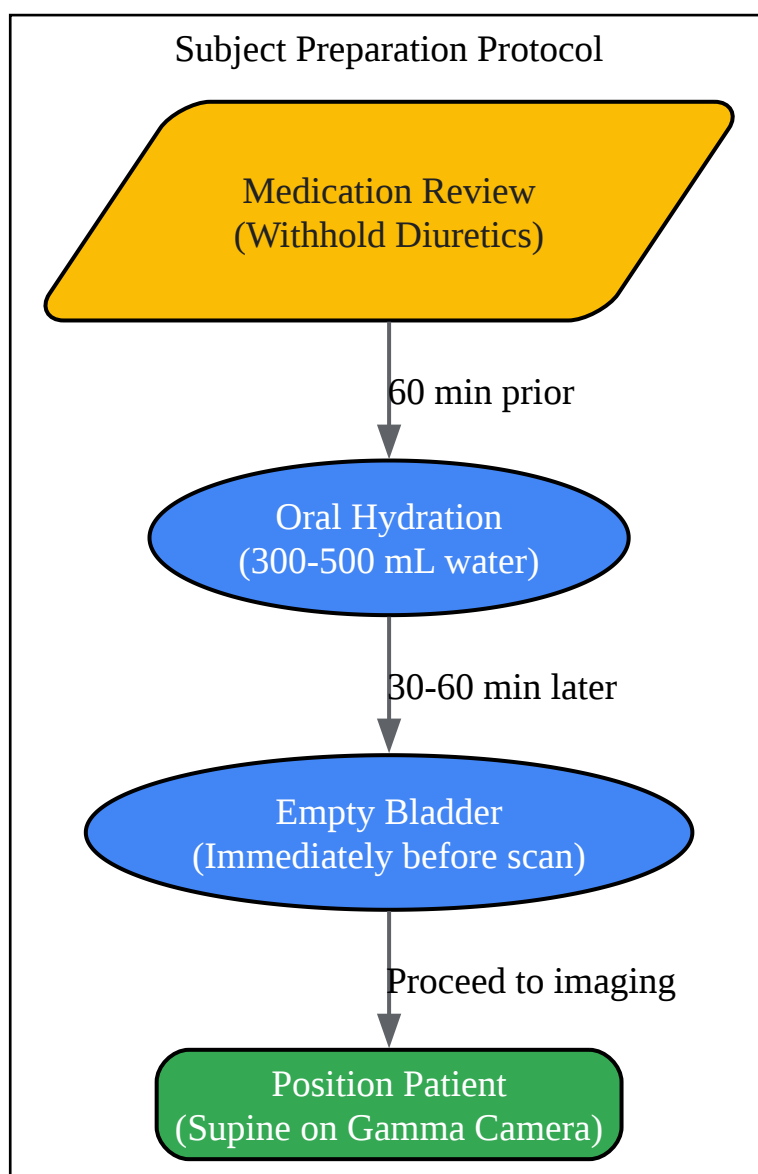 Subject Preparation Protocol
Medication Review
(Withhold Diuretics)
60 min prior
Oral Hydration
(300-500 mL water)
30-60 min later
Empty Bladder
(Immediately before scan)
Proceed to imaging
Position Patient
(Supine on Gamma Camera)